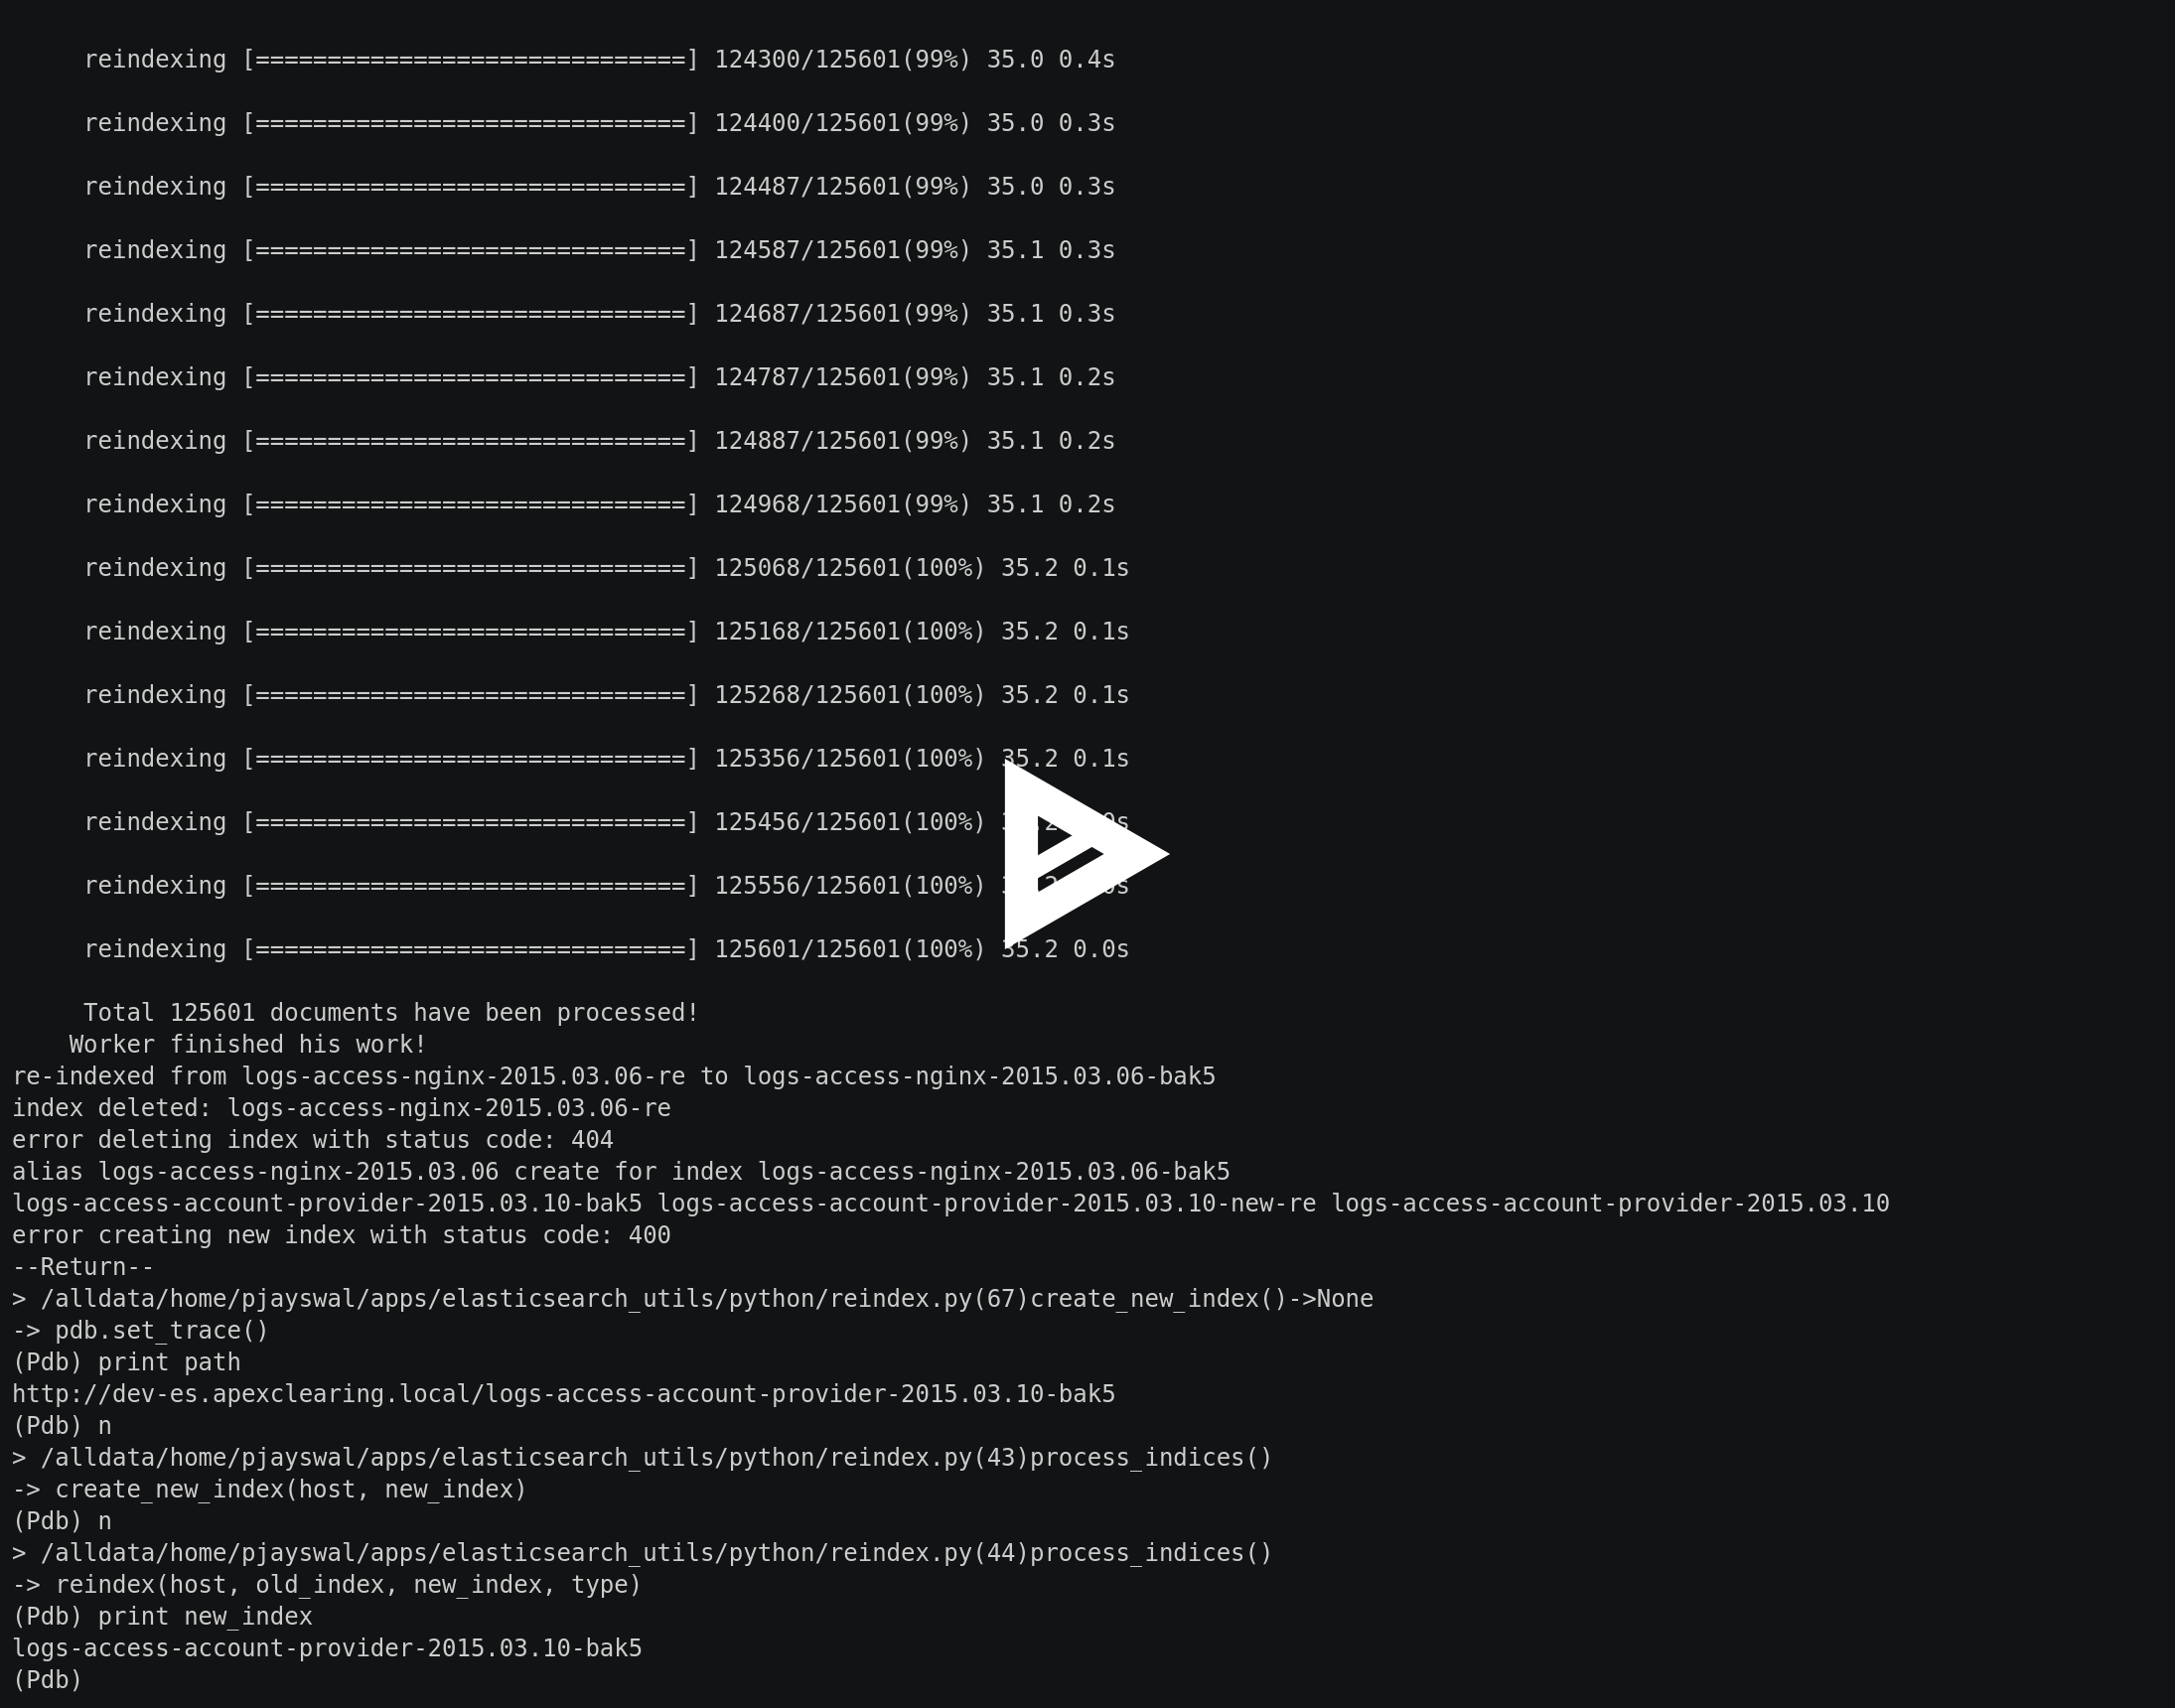 reindexing [==============================] 124300/125601(99%) 35.0 0.4s
reindexing [==============================] 124400/125601(99%) 35.0 0.3s
reindexing [==============================] 124487/125601(99%) 35.0 0.3s
reindexing [==============================] 124587/125601(99%) 35.1 0.3s
reindexing [==============================] 124687/125601(99%) 35.1 0.3s
reindexing [==============================] 124787/125601(99%) 35.1 0.2s
reindexing [==============================] 124887/125601(99%) 35.1 0.2s
reindexing [==============================] 124968/125601(99%) 35.1 0.2s
reindexing [==============================] 125068/125601(100%) 35.2 0.1s
reindexing [==============================] 125168/125601(100%) 35.2 0.1s
reindexing [==============================] 125268/125601(100%) 35.2 0.1s
reindexing [==============================] 125356/125601(100%) 35.2 0.1s
reindexing [==============================] 125456/125601(100%)
reindexing [==============================] 125556/125601(100%)
reindexing [==============================] 125601/125601(100%) 35.2 0.0s
Total 125601 documents have been processed!
Worker finished his work!
re-indexed from logs-access-nginx-2015.03.06-re to logs-access-nginx-2015.03.06-bak5
index deleted: logs-access-nginx-2015.03.06-re
error deleting index with status code: 404
alias logs-access-nginx-2015.03.06 create for index logs-access-nginx-2015.03.06-bak5
logs-access-account-provider-2015.03.10-bak5 logs-access-account-provider-2015.03.10-new-re logs-access-account-provider-2015.03.10
error creating new index with status code: 400
--Return--
> /alldata/home/pjayswal/apps/elasticsearch_utils/python/reindex.py(67)create_new_index()->None
-> pdb.set_trace()
(Pdb) print path
http://dev-es.apexclearing.local/logs-access-account-provider-2015.03.10-bak5
(Pdb) n
> /alldata/home/pjayswal/apps/elasticsearch_utils/python/reindex.py(43)process_indices()
-> create_new_index(host, new_index)
(Pdb) n
> /alldata/home/pjayswal/apps/elasticsearch_utils/python/reindex.py(44)process_indices()
-> reindex(host, old_index, new_index, type)
(Pdb) print new_index
logs-access-account-provider-2015.03.10-bak5
(Pdb)